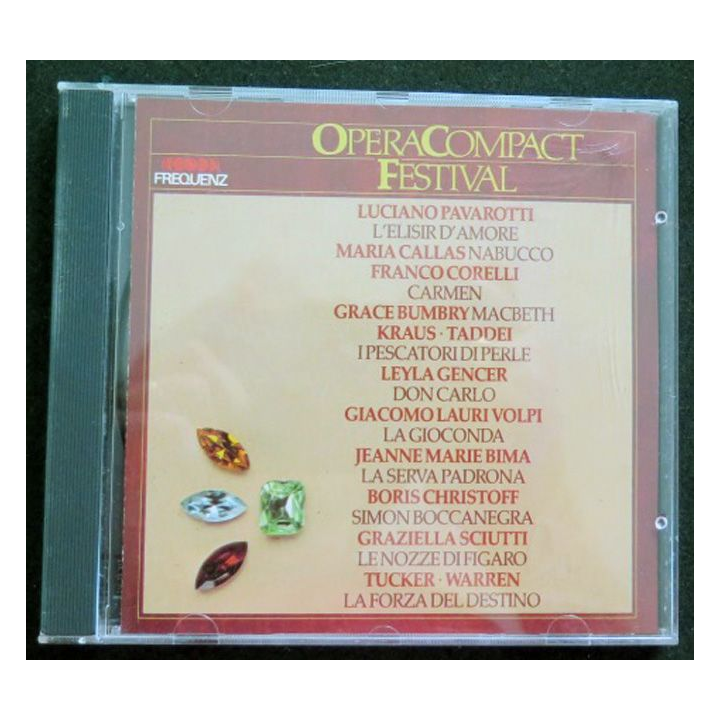 OPERACOMPACT
FESTIVAL
FREQUENZ
LUCIANO PAVAROTTI
L'ELISIR D'AMORE
MARIA CALLAS NABUCCO
FRANCO CORELLI
CARMEN
GRACE BUMBRY MACBETH
KRAUS · TADDEI
I PESCATORI DI PERLE
LEYLA GENCER
DON CARLO
GIACOMO LAURI VOLPI
LA GIOCONDA
JEANNE MARIE BIMA
LA SERVA PADRONA
BORIS CHRISTOFF
SIMON BOCCANEGRA
GRAZIELLA SCIUTTI
LE NOZZE DI FIGARO
TUCKER · WARREN
LA FORZA DEL DESTINO